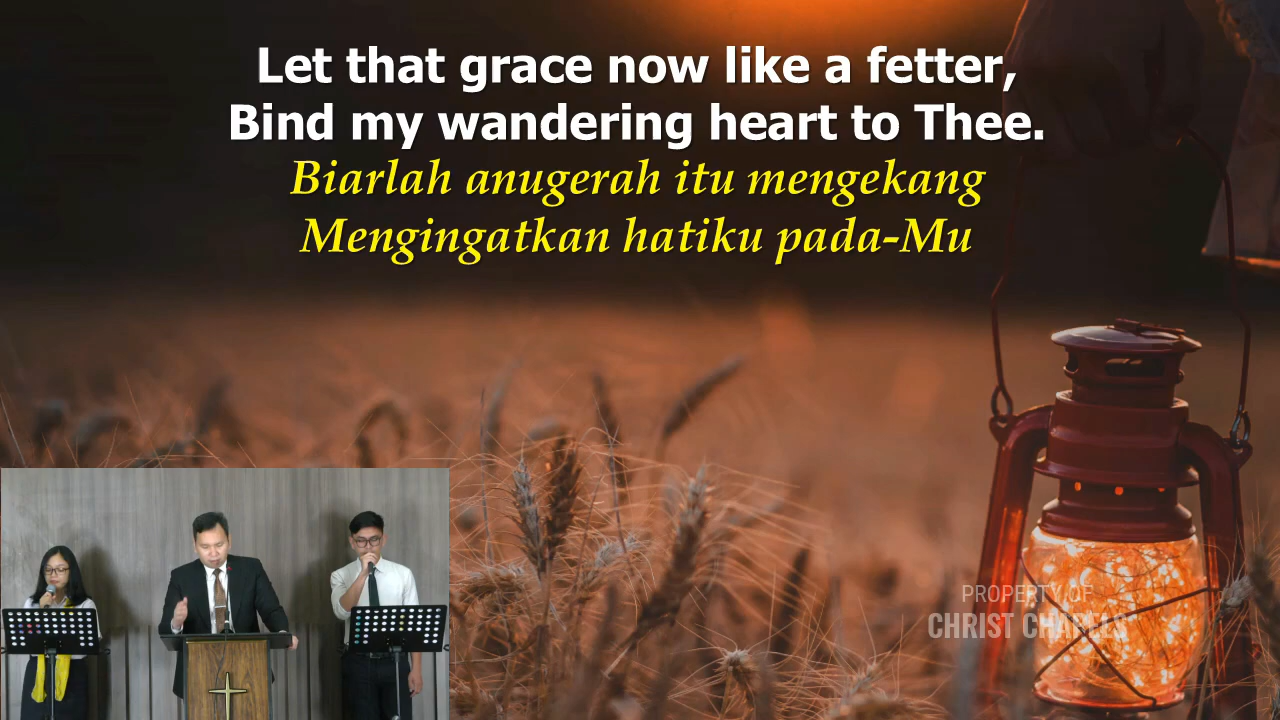 Let that grace now like a fetter,
Bind my wandering heart to Thee.
Biarlah anugerah itu mengekang
Mengingatkan hatiku pada-Mu
PROPERTY OF
CHRIST CHAPELS